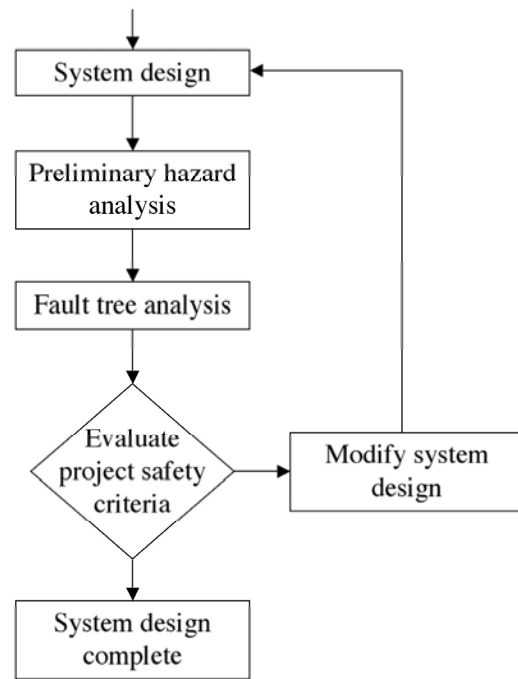 System design
Preliminary hazard
analysis
Fault tree analysis
Evaluate
project safety
criteria
Modify system
design
System design
complete